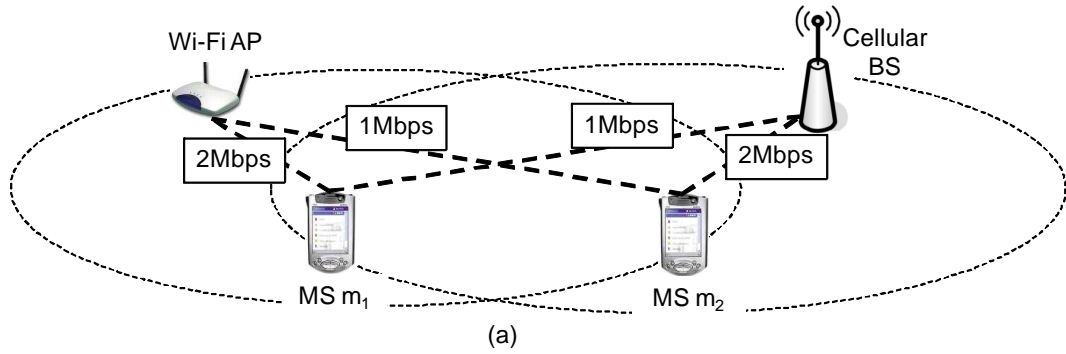 Wi-Fi AP
Cellular
BS
1Mbps
1Mbps
2Mbps
2Mbps
MS m₁
MS m₂
(a)